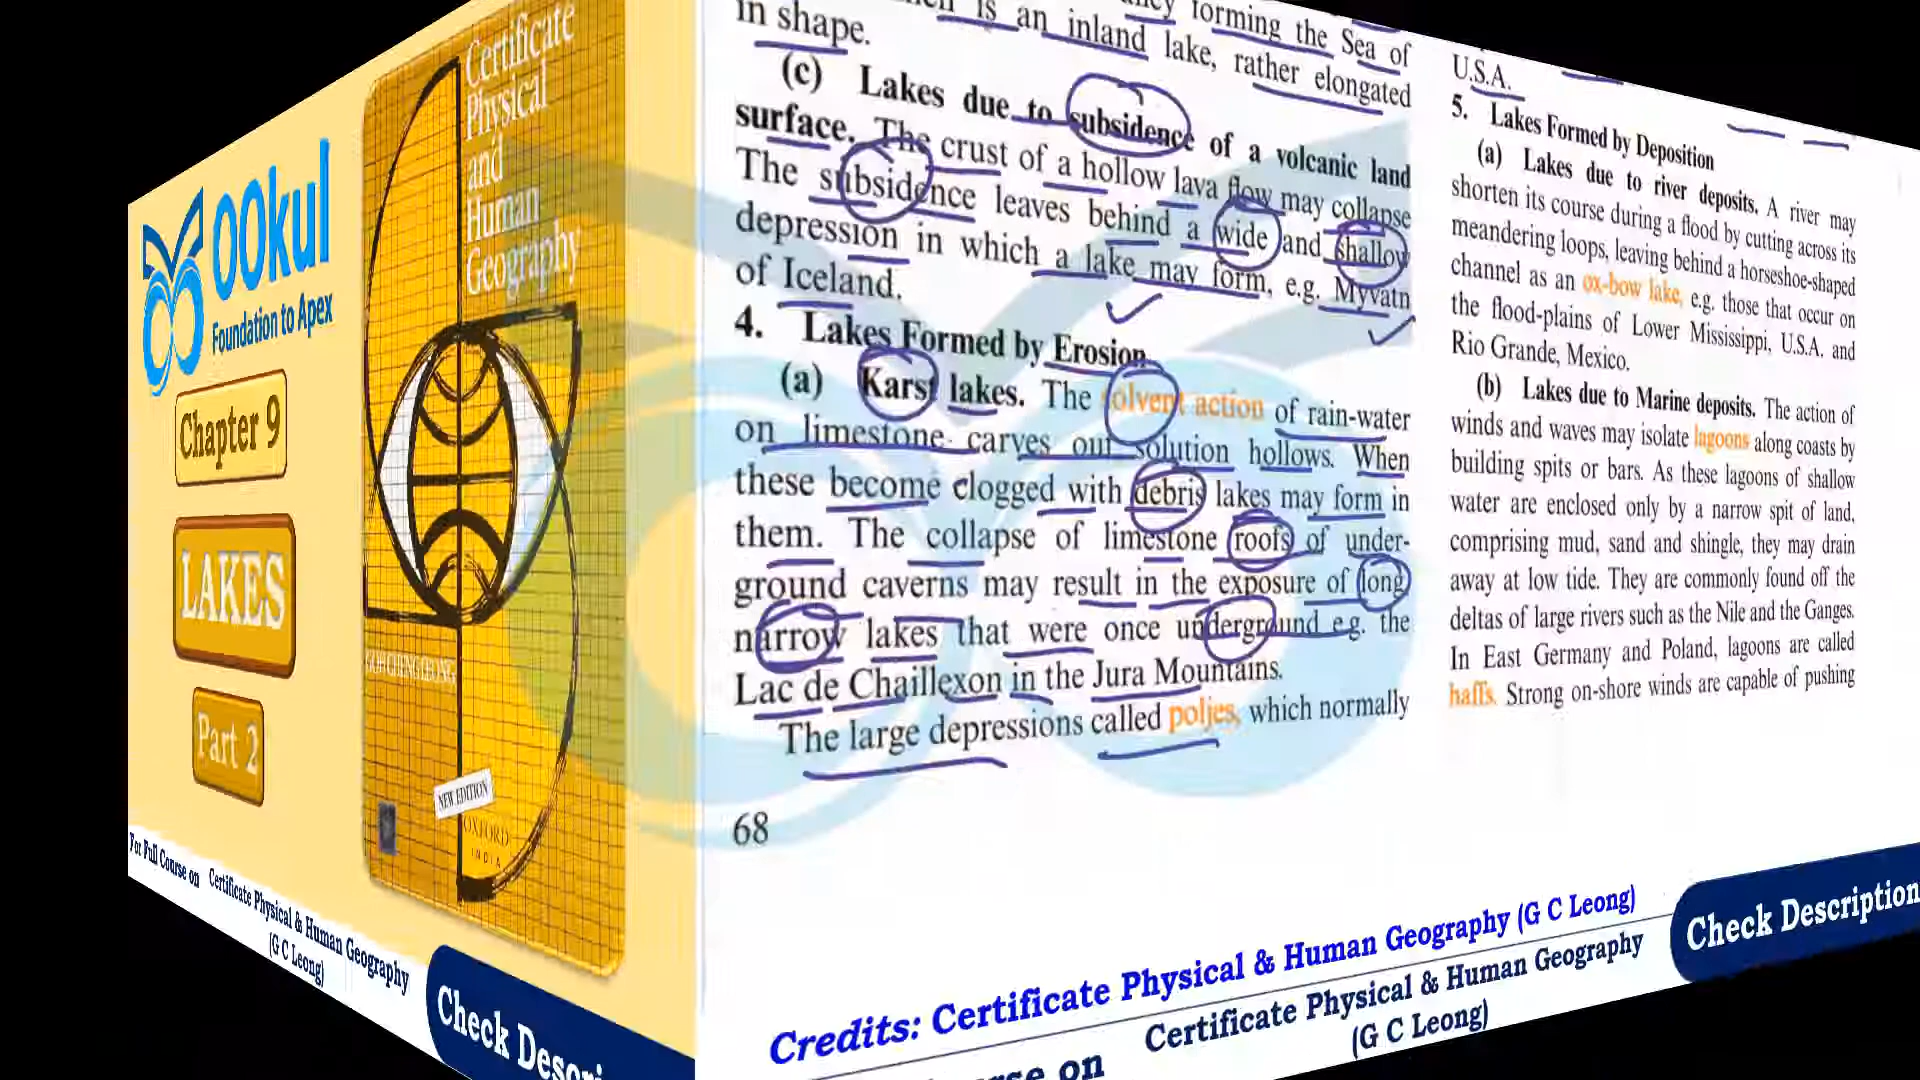 oOkul
Foundation to Apex
Chapter 9
LAKES
Part 2
Certificate
Physical
and
Human
Geography
GOH CHENG LEONG
NEW EDITION
OXFORD
INDIA
For Full Course on
Certificate Physical & Human Geography
(G C Leong)
Check Descri
forming the Sea of
is an inland lake, rather elongated
in shape.
(c) Lakes due to subsidence of a volcanic land
surface. The crust of a hollow lava flow may collapse
The subsidence leaves behind a wide and shallow
depression in which a lake may form, e.g. Myvatn
of Iceland.
4. Lakes Formed by Erosion
(a) Karst lakes. The solvent action of rain-water
on limestone carves out solution hollows. When
these become clogged with debris lakes may form in
them. The collapse of limestone roofs of under-
ground caverns may result in the exposure of long
narrow lakes that were once underground e.g. the
Lac de Chaillexon in the Jura Mountains.
The large depressions called poljes, which normally
68
U.S.A.
5. Lakes Formed by Deposition
(a) Lakes due to river deposits. A river may
shorten its course during a flood by cutting across its
meandering loops, leaving behind a horseshoe-shaped
channel as an ox-bow lake, e.g. those that occur on
the flood-plains of Lower Mississippi, U.S.A. and
Rio Grande, Mexico.
(b) Lakes due to Marine deposits. The action of
winds and waves may isolate lagoons along coasts by
building spits or bars. As these lagoons of shallow
water are enclosed only by a narrow spit of land,
comprising mud, sand and shingle, they may drain
away at low tide. They are commonly found off the
deltas of large rivers such as the Nile and the Ganges.
In East Germany and Poland, lagoons are called
haffs. Strong on-shore winds are capable of pushing
Credits: Certificate Physical & Human Geography (G C Leong)
rse on
Certificate Physical & Human Geography
(G C Leong)
Check Description